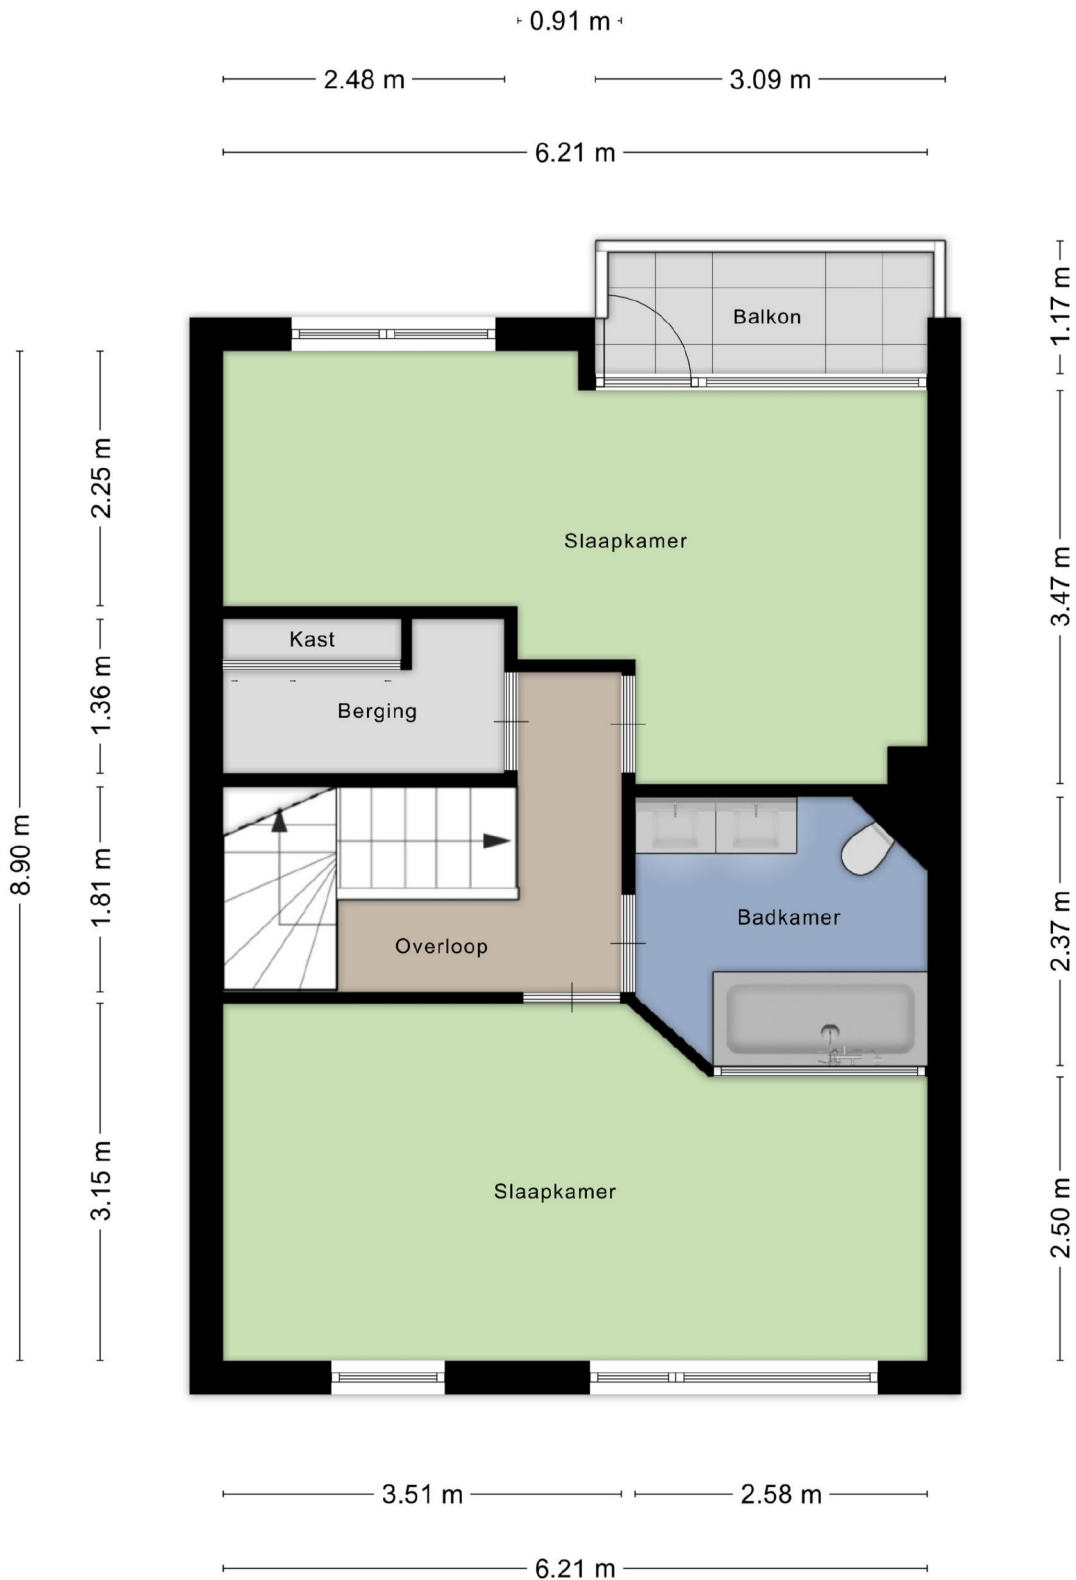 0.91 m
2.48 m
3.09 m
6.21 m
1.17 m
Balkon
2.25 m
Slaapkamer
3.47 m
Kast
1.36 m
Berging
8.90 m
1.81 m
Overloop
Badkamer
2.37 m
3.15 m
Slaapkamer
2.50 m
3.51 m
2.58 m
6.21 m